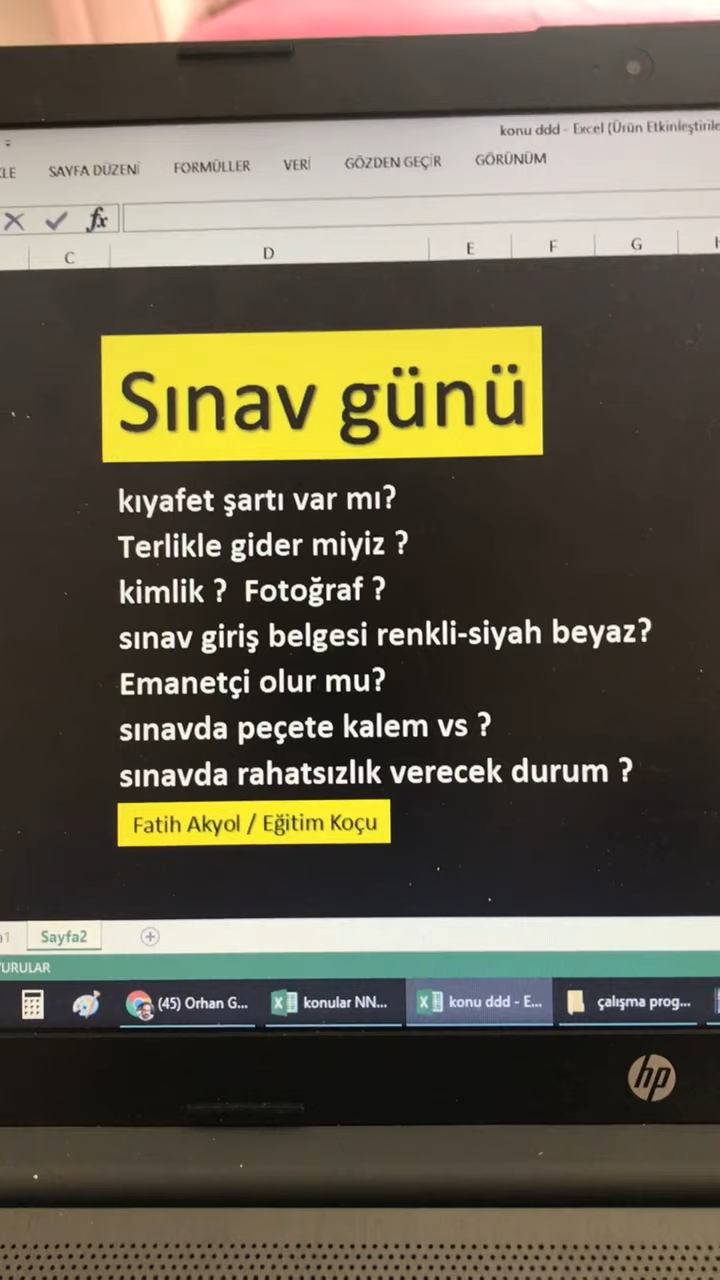 konu ddd - Excel (Ürün Etkinleştirile
SAYFA DÜZENİ FORMÜLLER VERİ GÖZDEN GEÇİR GÖRÜNÜM
fx
C D E F G
Sınav günü
kıyafet şartı var mı?
Terlikle gider miyiz ?
kimlik ? Fotoğraf ?
sınav giriş belgesi renkli-siyah beyaz?
Emanetçi olur mu?
sınavda peçete kalem vs ?
sınavda rahatsızlık verecek durum ?
Fatih Akyol / Eğitim Koçu
Sayfa2
(45) Orhan G... konular NN... konu ddd - E... çalışma prog...
hp